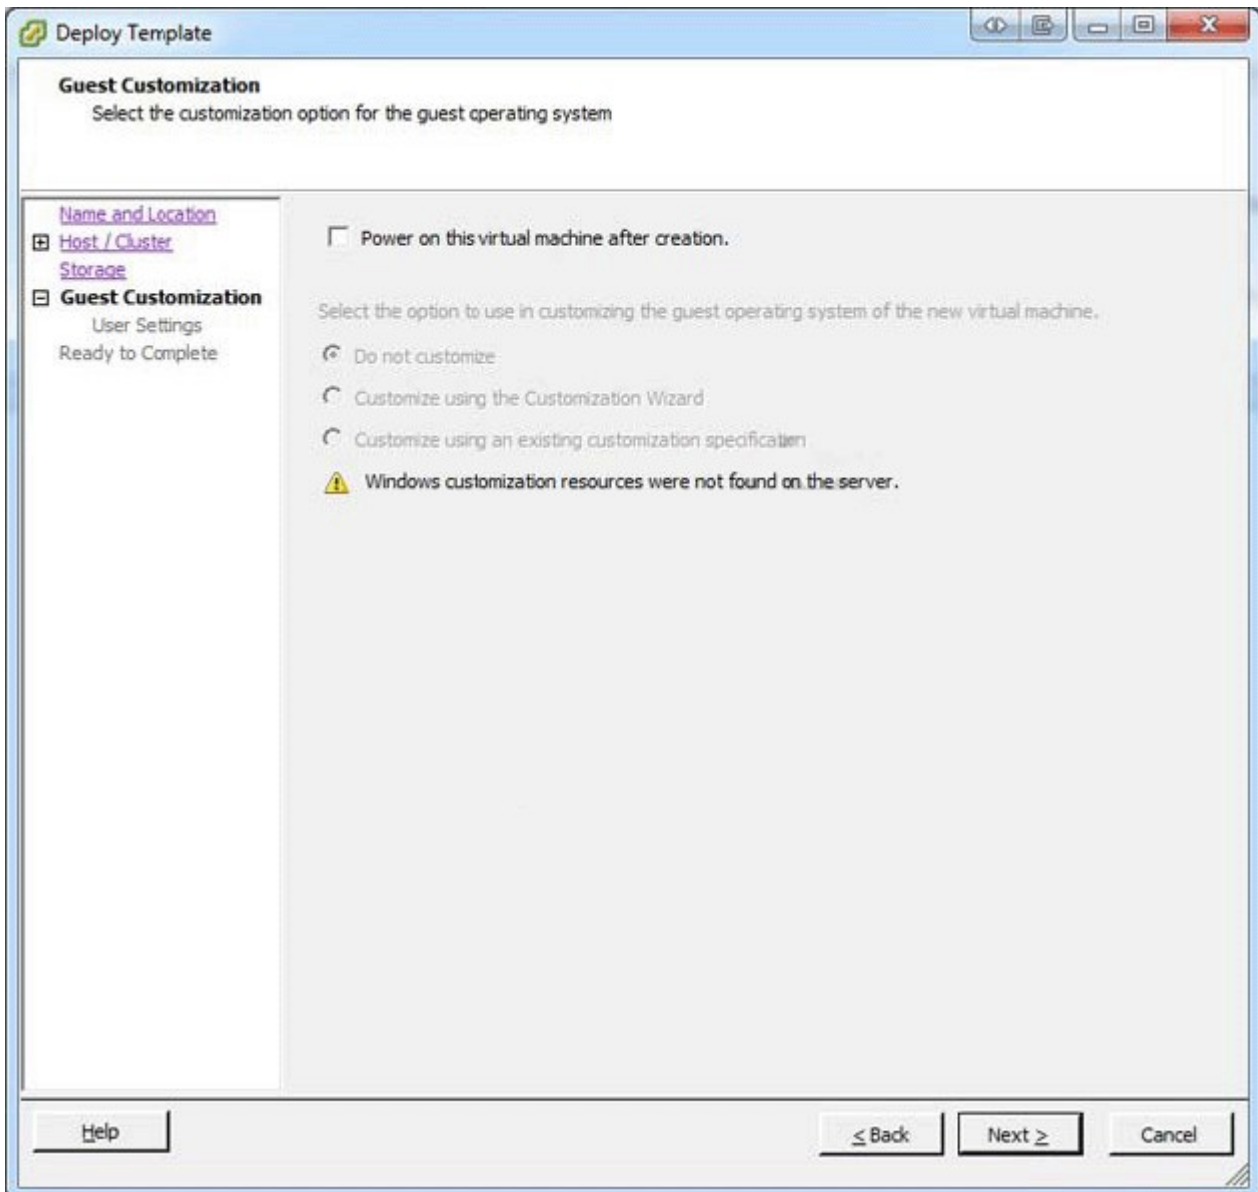 Deploy Template
Guest Customization
Select the customization option for the guest operating system
Name and Location
Host / Cluster
Storage
Guest Customization
User Settings
Ready to Complete
Power on this virtual machine after creation.
Select the option to use in customizing the guest operating system of the new virtual machine.
Do not customize
Customize using the Customization Wizard
Customize using an existing customization specification
Windows customization resources were not found on the server.
Help
< Back
Next >
Cancel